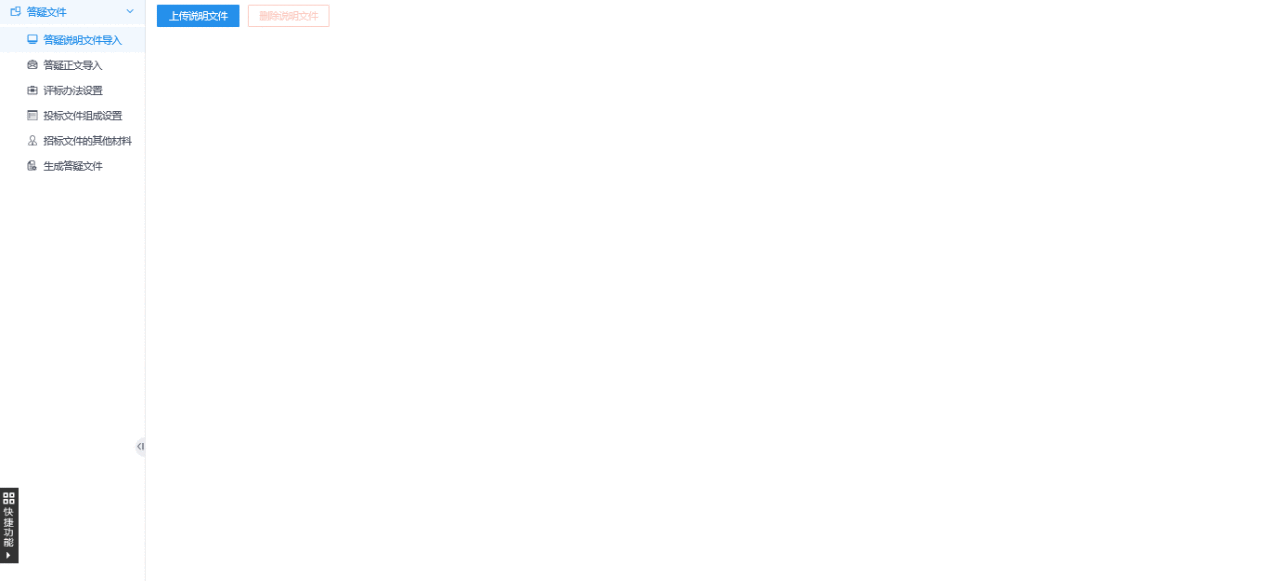 答疑文件
答疑说明文件导入
答疑正文导入
评标办法设置
投标文件组成设置
招标文件的其他材料
生成答疑文件
上传说明文件 删除说明文件
快捷功能